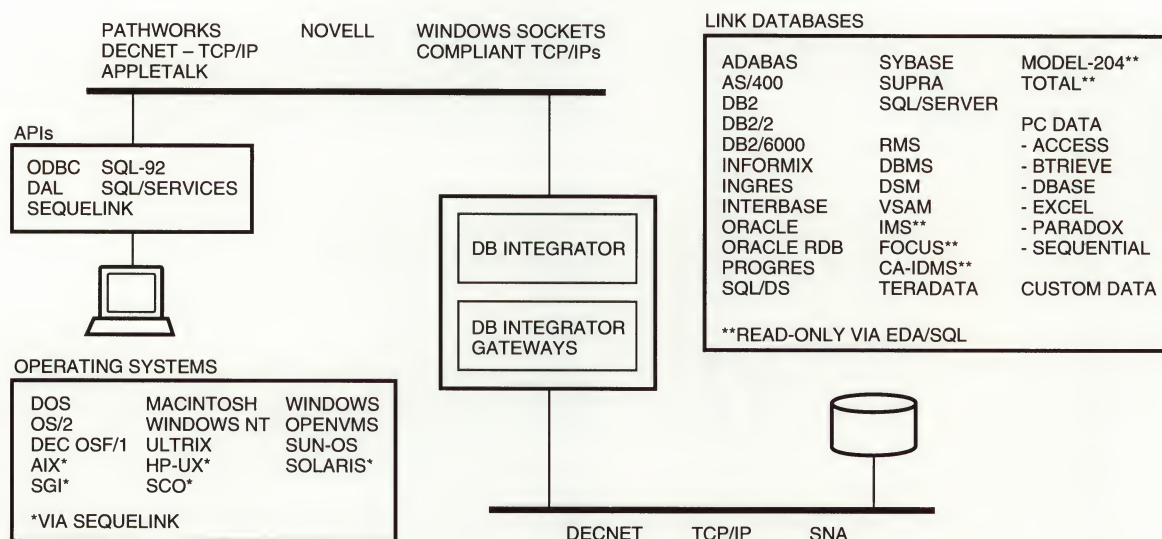 PATHWORKS
DECNET – TCP/IP
APPLETALK
NOVELL
WINDOWS SOCKETS
COMPLIANT TCP/IPs
APIs
ODBC SQL-92
DAL SQL/SERVICES
SEQUELINK
DB INTEGRATOR
DB INTEGRATOR
GATEWAYS
OPERATING SYSTEMS
DOS MACINTOSH WINDOWS
OS/2 WINDOWS NT OPENVMS
DEC OSF/1 ULTRIX SUN-OS
AIX* HP-UX* SOLARIS*
SGI* SCO*
*VIA SEQUELINK
LINK DATABASES
ADABAS SYBASE MODEL-204**
AS/400 SUPRA TOTAL**
DB2 SQL/SERVER
DB2/2 PC DATA
DB2/6000 RMS - ACCESS
INFORMIX DBMS - BTRIEVE
INGRES DSM - DBASE
INTERBASE VSAM - EXCEL
ORACLE IMS** - PARADOX
ORACLE RDB FOCUS** - SEQUENTIAL
PROGRES CA-IDMS**
SQL/DS TERADATA CUSTOM DATA
**READ-ONLY VIA EDA/SQL
DECNET TCP/IP SNA